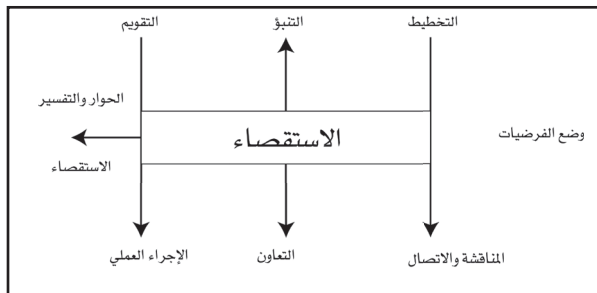 التخطيط
التنبؤ
التقويم
الحوار والتفسير
وضع الفرضيات
الاستقصاء
الاستقصاء
المناقشة والاتصال
التعاون
الإجراء العملي